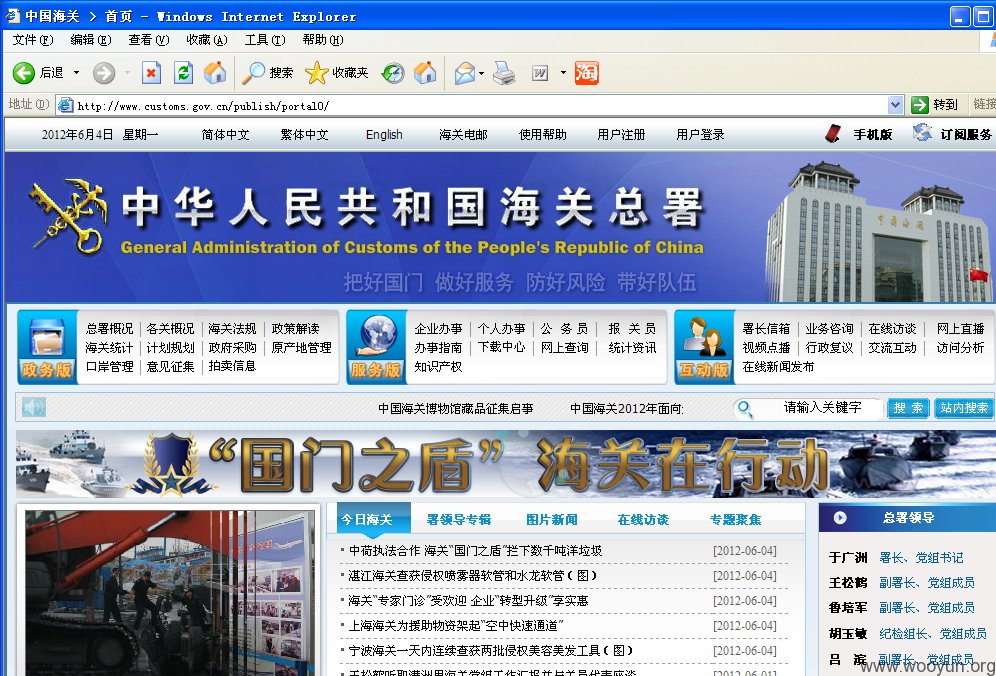 中国海关 > 首页 - Windows Internet Explorer
文件(F) 编辑(E) 查看(V) 收藏(A) 工具(T) 帮助(H)
后退 搜索 收藏夹 W 淘
地址(D) http://www.customs.gov.cn/publish/portal0/ 转到 链接
2012年6月4日 星期一 简体中文 繁体中文 English 海关电邮 使用帮助 用户注册 用户登录 手机版 订阅服务
中华人民共和国海关总署
General Administration of Customs of the People's Republic of China
把好国门 做好服务 防好风险 带好队伍
中国海关
政务版
总署概况 | 各关概况 | 海关法规 | 政策解读
海关统计 | 计划规划 | 政府采购 | 原产地管理
口岸管理 | 意见征集 | 拍卖信息
服务版
企业办事 | 个人办事 | 公务员 | 报关员
办事指南 | 下载中心 | 网上查询 | 统计资讯
知识产权
互动版
署长信箱 | 业务咨询 | 在线访谈 | 网上直播
视频点播 | 行政复议 | 交流互动 | 访问分析
在线新闻发布
中国海关博物馆藏品征集启事 中国海关2012年面向: 请输入关键字 搜索 站内搜索
“国门之盾” 海关在行动
今日海关 署领导专辑 图片新闻 在线访谈 专题聚焦
中荷执法合作 海关“国门之盾”拦下数千吨洋垃圾 [2012-06-04]
湛江海关查获侵权喷雾器软管和水龙软管（图） [2012-06-04]
海关“专家门诊”受欢迎 企业“转型升级”享实惠 [2012-06-04]
上海海关为援助物资架起“空中快速通道” [2012-06-04]
宁波海关一天内连续查获两批侵权美容美发工具（图） [2012-06-04]
总署领导
于广洲 署长、党组书记
王松鹤 副署长、党组成员
鲁培军 副署长、党组成员
胡玉敏 纪检组长、党组成员
吕滨 副署长、党组成员
www.wooyun.org